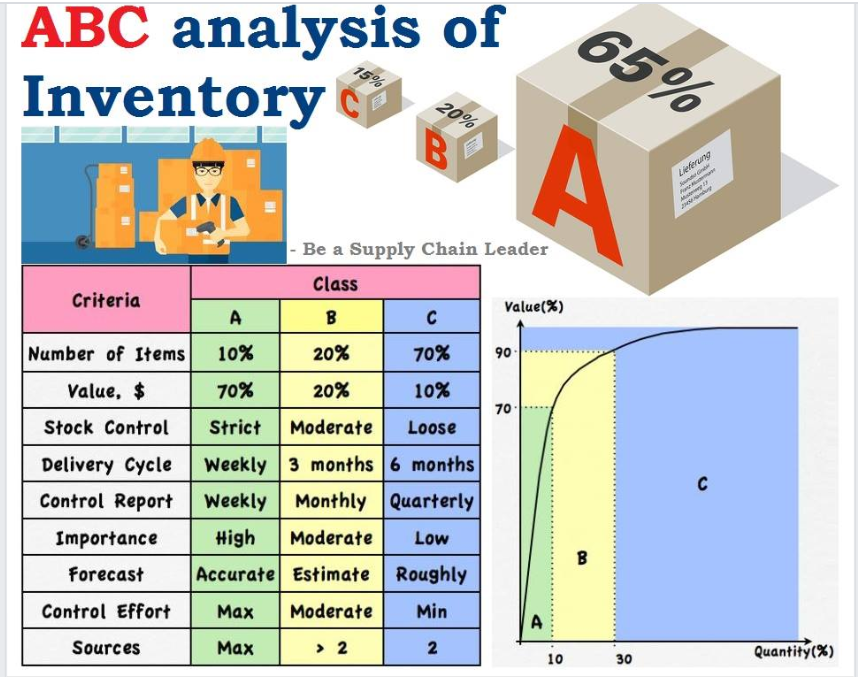 ABC analysis of
Inventory
15%
C
20%
B
65%
A
Lieferung
- Be a Supply Chain Leader
Criteria
Class
A B C
Number of Items 10% 20% 70%
Value, $ 70% 20% 10%
Stock Control Strict Moderate Loose
Delivery Cycle Weekly 3 months 6 months
Control Report Weekly Monthly Quarterly
Importance High Moderate Low
Forecast Accurate Estimate Roughly
Control Effort Max Moderate Min
Sources Max > 2 2
Value(%)
90
70
C
B
A
10 30
Quantity(%)